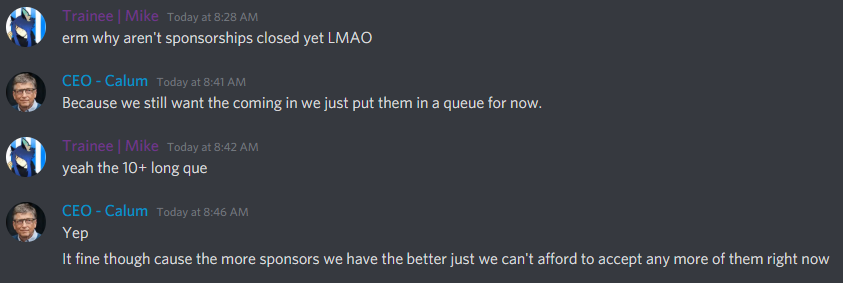 Trainee | Mike Today at 8:28 AM
erm why aren't sponsorships closed yet LMAO
CEO - Calum Today at 8:41 AM
Because we still want the coming in we just put them in a queue for now.
Trainee | Mike Today at 8:42 AM
yeah the 10+ long que
CEO - Calum Today at 8:46 AM
Yep
It fine though cause the more sponsors we have the better just we can't afford to accept any more of them right now